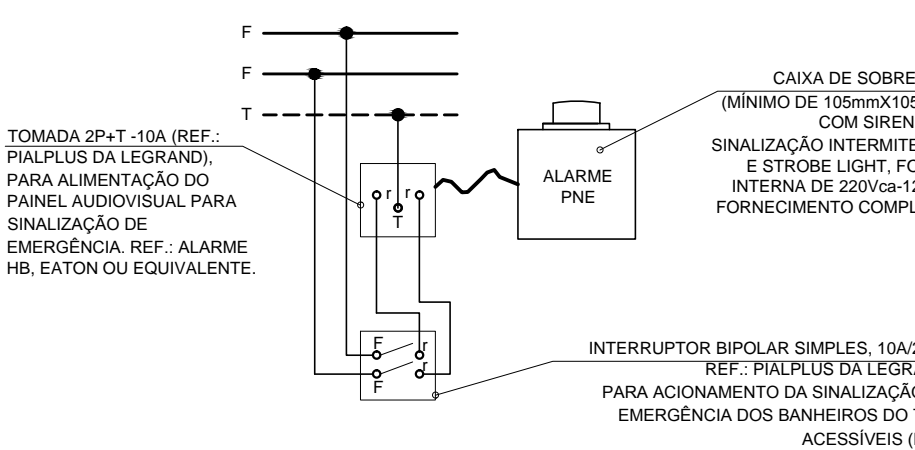 F
F
T
TOMADA 2P+T -10A (REF.:
PIALPLUS DA LEGRAND),
PARA ALIMENTAÇÃO DO
PAINEL AUDIOVISUAL PARA
SINALIZAÇÃO DE
EMERGÊNCIA. REF.: ALARME
HB, EATON OU EQUIVALENTE.
r r
T
ALARME
PNE
CAIXA DE SOBRE
(MÍNIMO DE 105mmX105
COM SIREN
SINALIZAÇÃO INTERMITE
E STROBE LIGHT, FO
INTERNA DE 220Vca-12
FORNECIMENTO COMPL
F r
r
F
INTERRUPTOR BIPOLAR SIMPLES, 10A/2
REF.: PIALPLUS DA LEGRA
PARA ACIONAMENTO DA SINALIZAÇÃO
EMERGÊNCIA DOS BANHEIROS DO
ACESSÍVEIS (